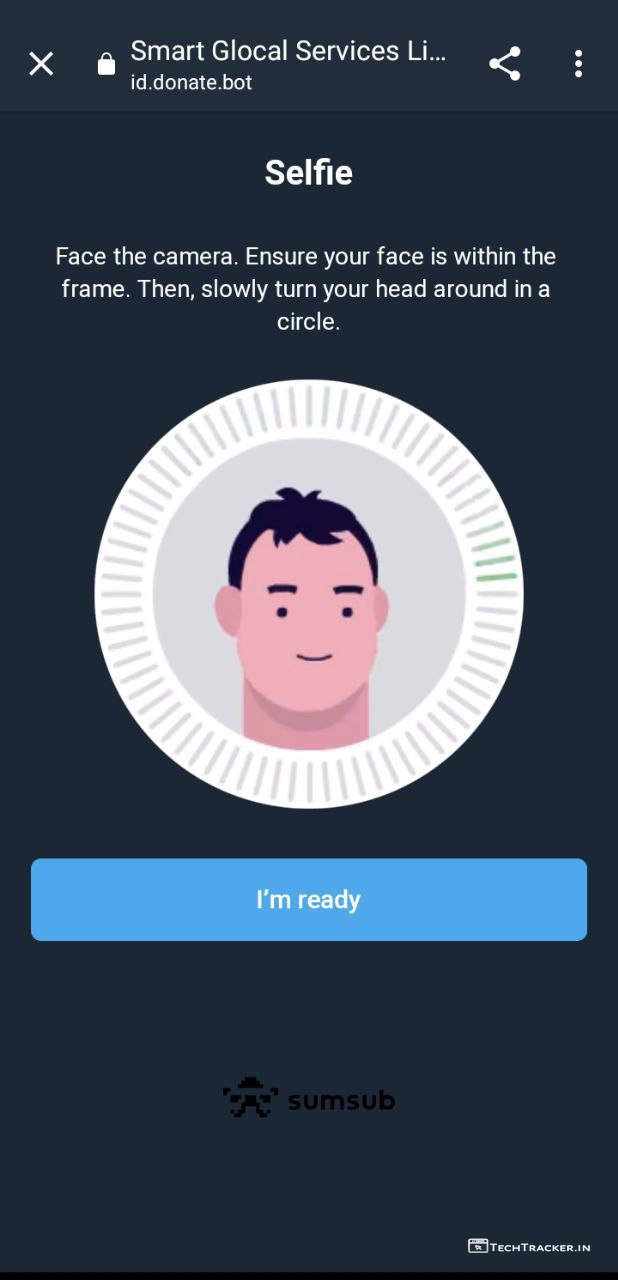 Smart Glocal Services Li...
id.donate.bot
Selfie
Face the camera. Ensure your face is within the
frame. Then, slowly turn your head around in a
circle.
I’m ready
sumsub
TECHTRACKER.IN